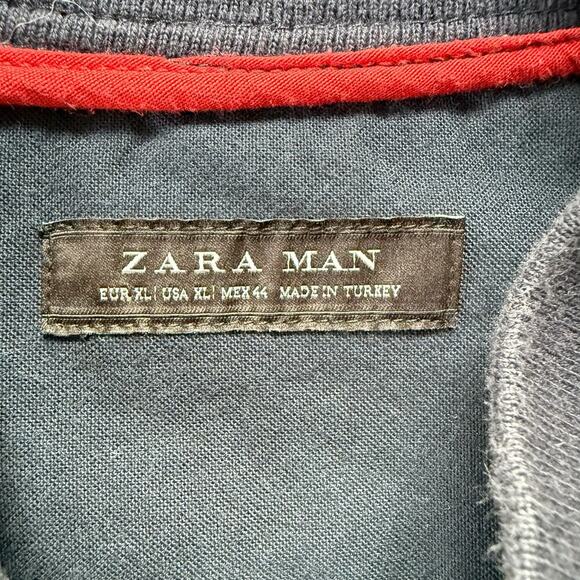 ZARA MAN
EUR XL | USA XL | MEX 44 MADE IN TURKEY